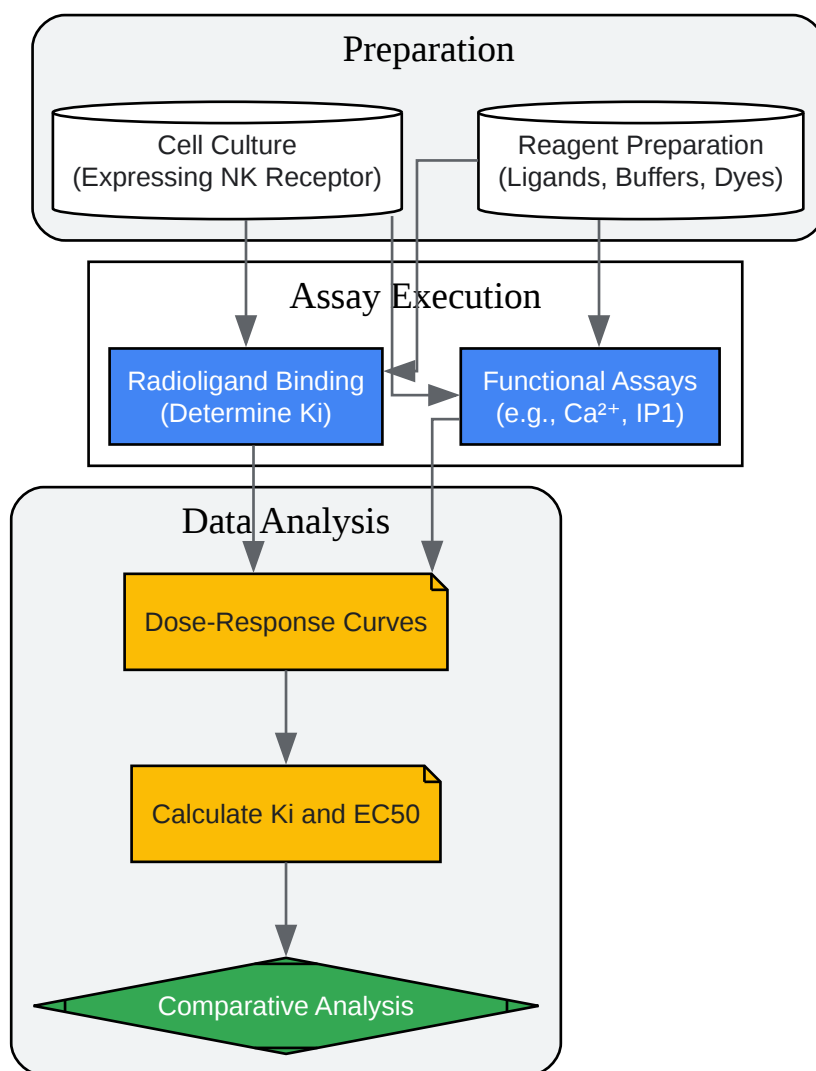 Preparation
Cell Culture
(Expressing NK Receptor)
Reagent Preparation
(Ligands, Buffers, Dyes)
Assay Execution
Radioligand Binding
(Determine Ki)
Functional Assays
(e.g., Ca²⁺, IP1)
Data Analysis
Dose-Response Curves
Calculate Ki and EC50
Comparative Analysis